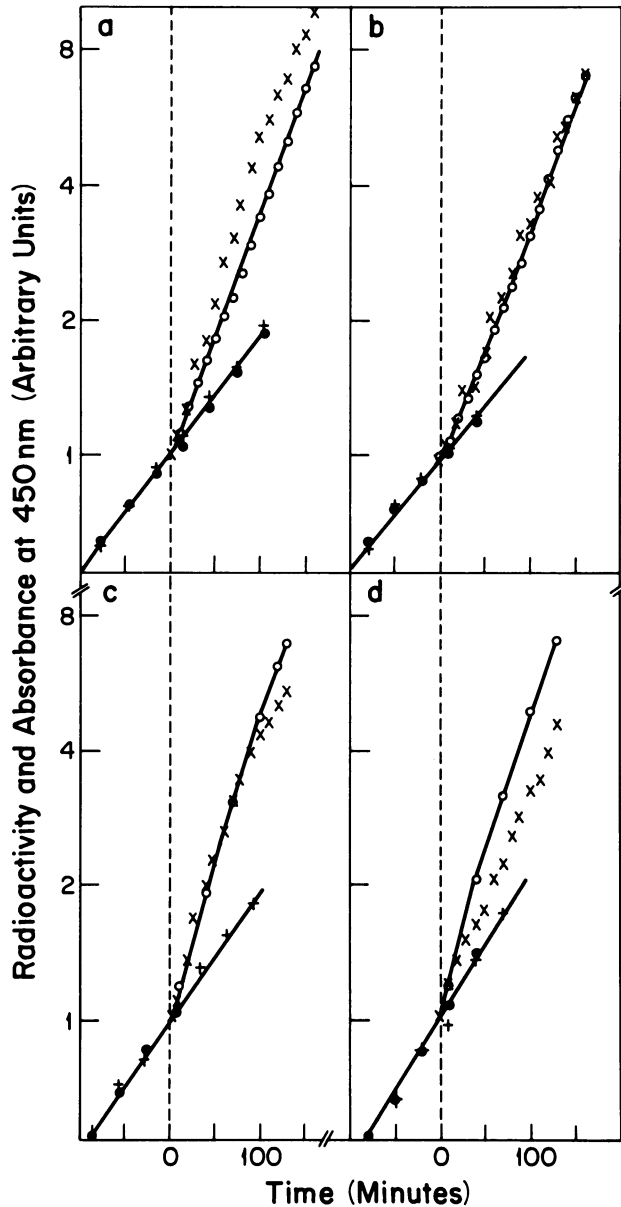 a
b
8
4
2
1
c
d
8
4
2
1
0
100
0
100
Time (Minutes)
Radioactivity and Absorbance at 450nm (Arbitrary Units)